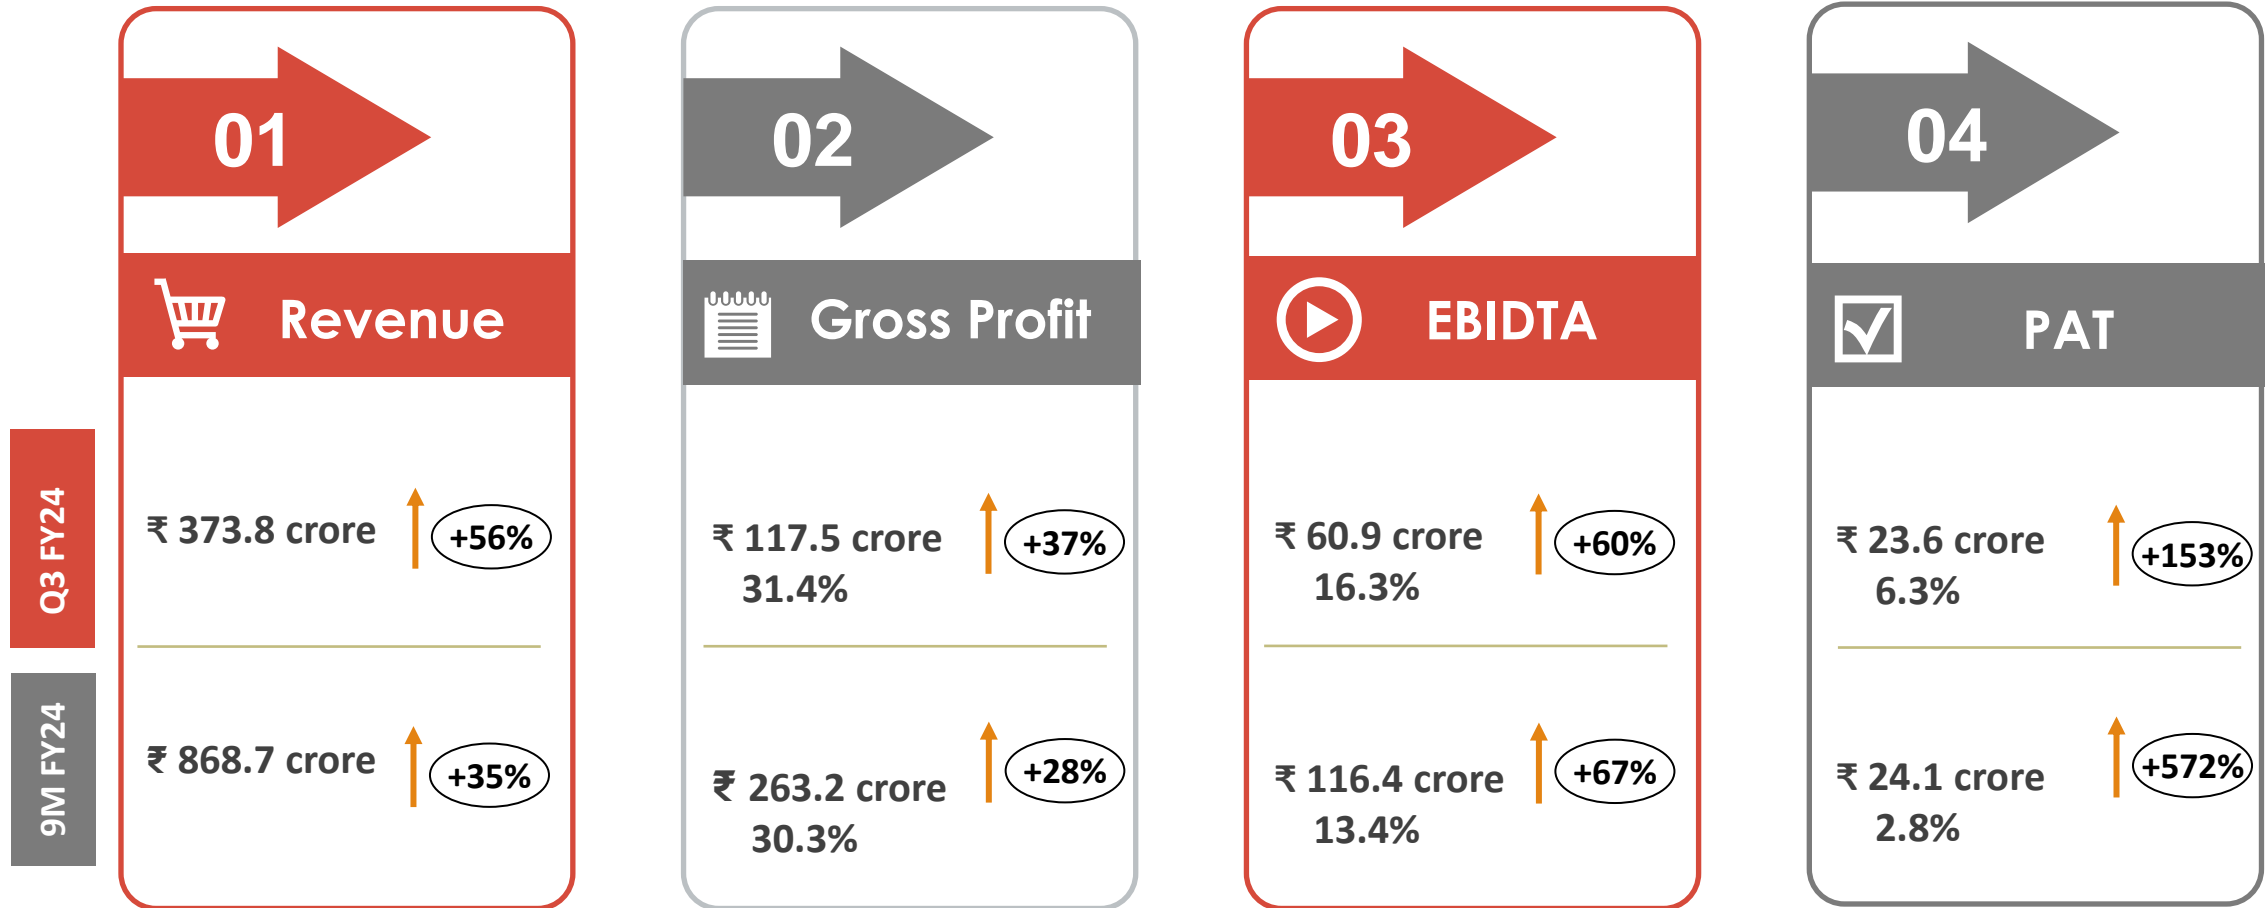 01
Revenue
02
Gross Profit
03
EBIDTA
04
PAT
Q3 FY24
₹ 373.8 crore
+56%
₹ 117.5 crore
31.4%
+37%
₹ 60.9 crore
16.3%
+60%
₹ 23.6 crore
6.3%
+153%
9M FY24
₹ 868.7 crore
+35%
₹ 263.2 crore
30.3%
+28%
₹ 116.4 crore
13.4%
+67%
₹ 24.1 crore
2.8%
+572%